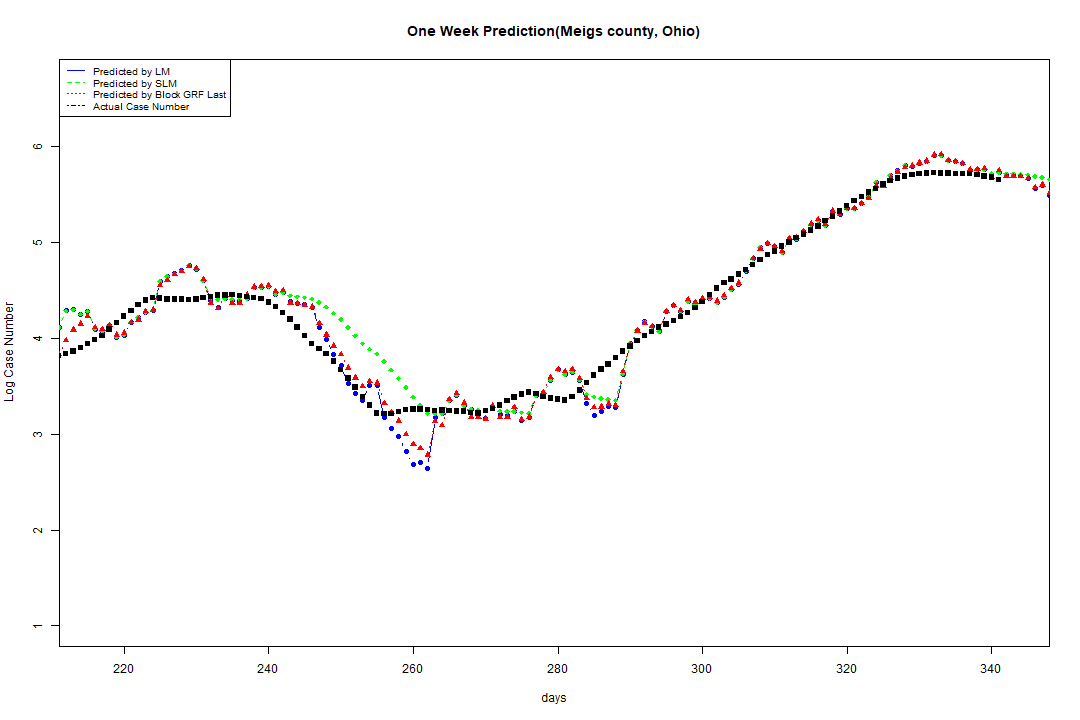 One Week Prediction(Meigs county, Ohio)
Predicted by LM
Predicted by SLM
Predicted by Block GRF Last
Actual Case Number
Log Case Number
6
5
4
3
2
1
220 240 260 280 300 320 340
days